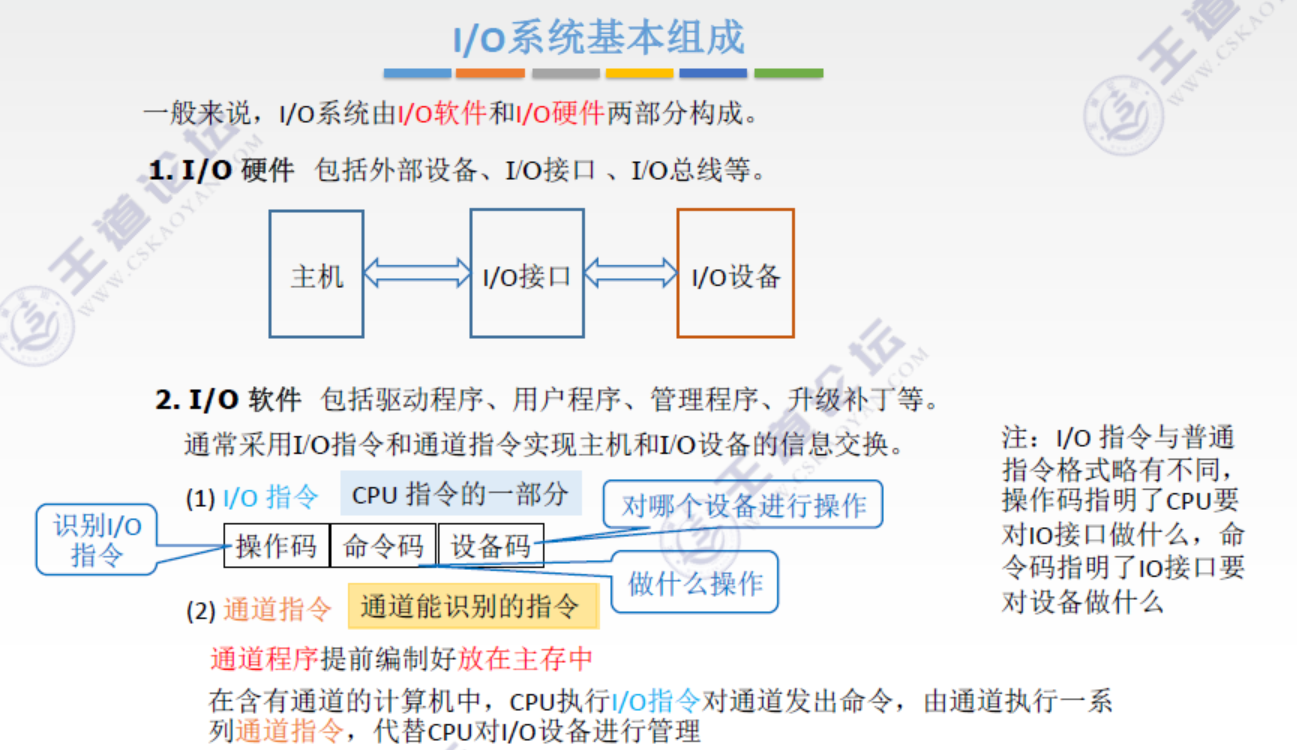 I/O系统基本组成
一般来说，I/O系统由I/O软件和I/O硬件两部分构成。
1. I/O 硬件 包括外部设备、I/O接口 、I/O总线等。
主机
I/O接口
I/O设备
2. I/O 软件 包括驱动程序、用户程序、管理程序、升级补丁等。
通常采用I/O指令和通道指令实现主机和I/O设备的信息交换。
(1) I/O 指令
CPU 指令的一部分
对哪个设备进行操作
识别I/O
指令
操作码
命令码
设备码
做什么操作
(2) 通道指令
通道能识别的指令
通道程序提前编制好放在主存中
在含有通道的计算机中，CPU执行I/O指令对通道发出命令，由通道执行一系
列通道指令，代替CPU对I/O设备进行管理
注：I/O 指令与普通
指令格式略有不同，
操作码指明了CPU要
对IO接口做什么，命
令码指明了IO接口要
对设备做什么
王道论坛
WWW.CSKAOYAN.COM
王道论坛
WWW.CSKAOYAN.COM
王道
WWW.CSKAO